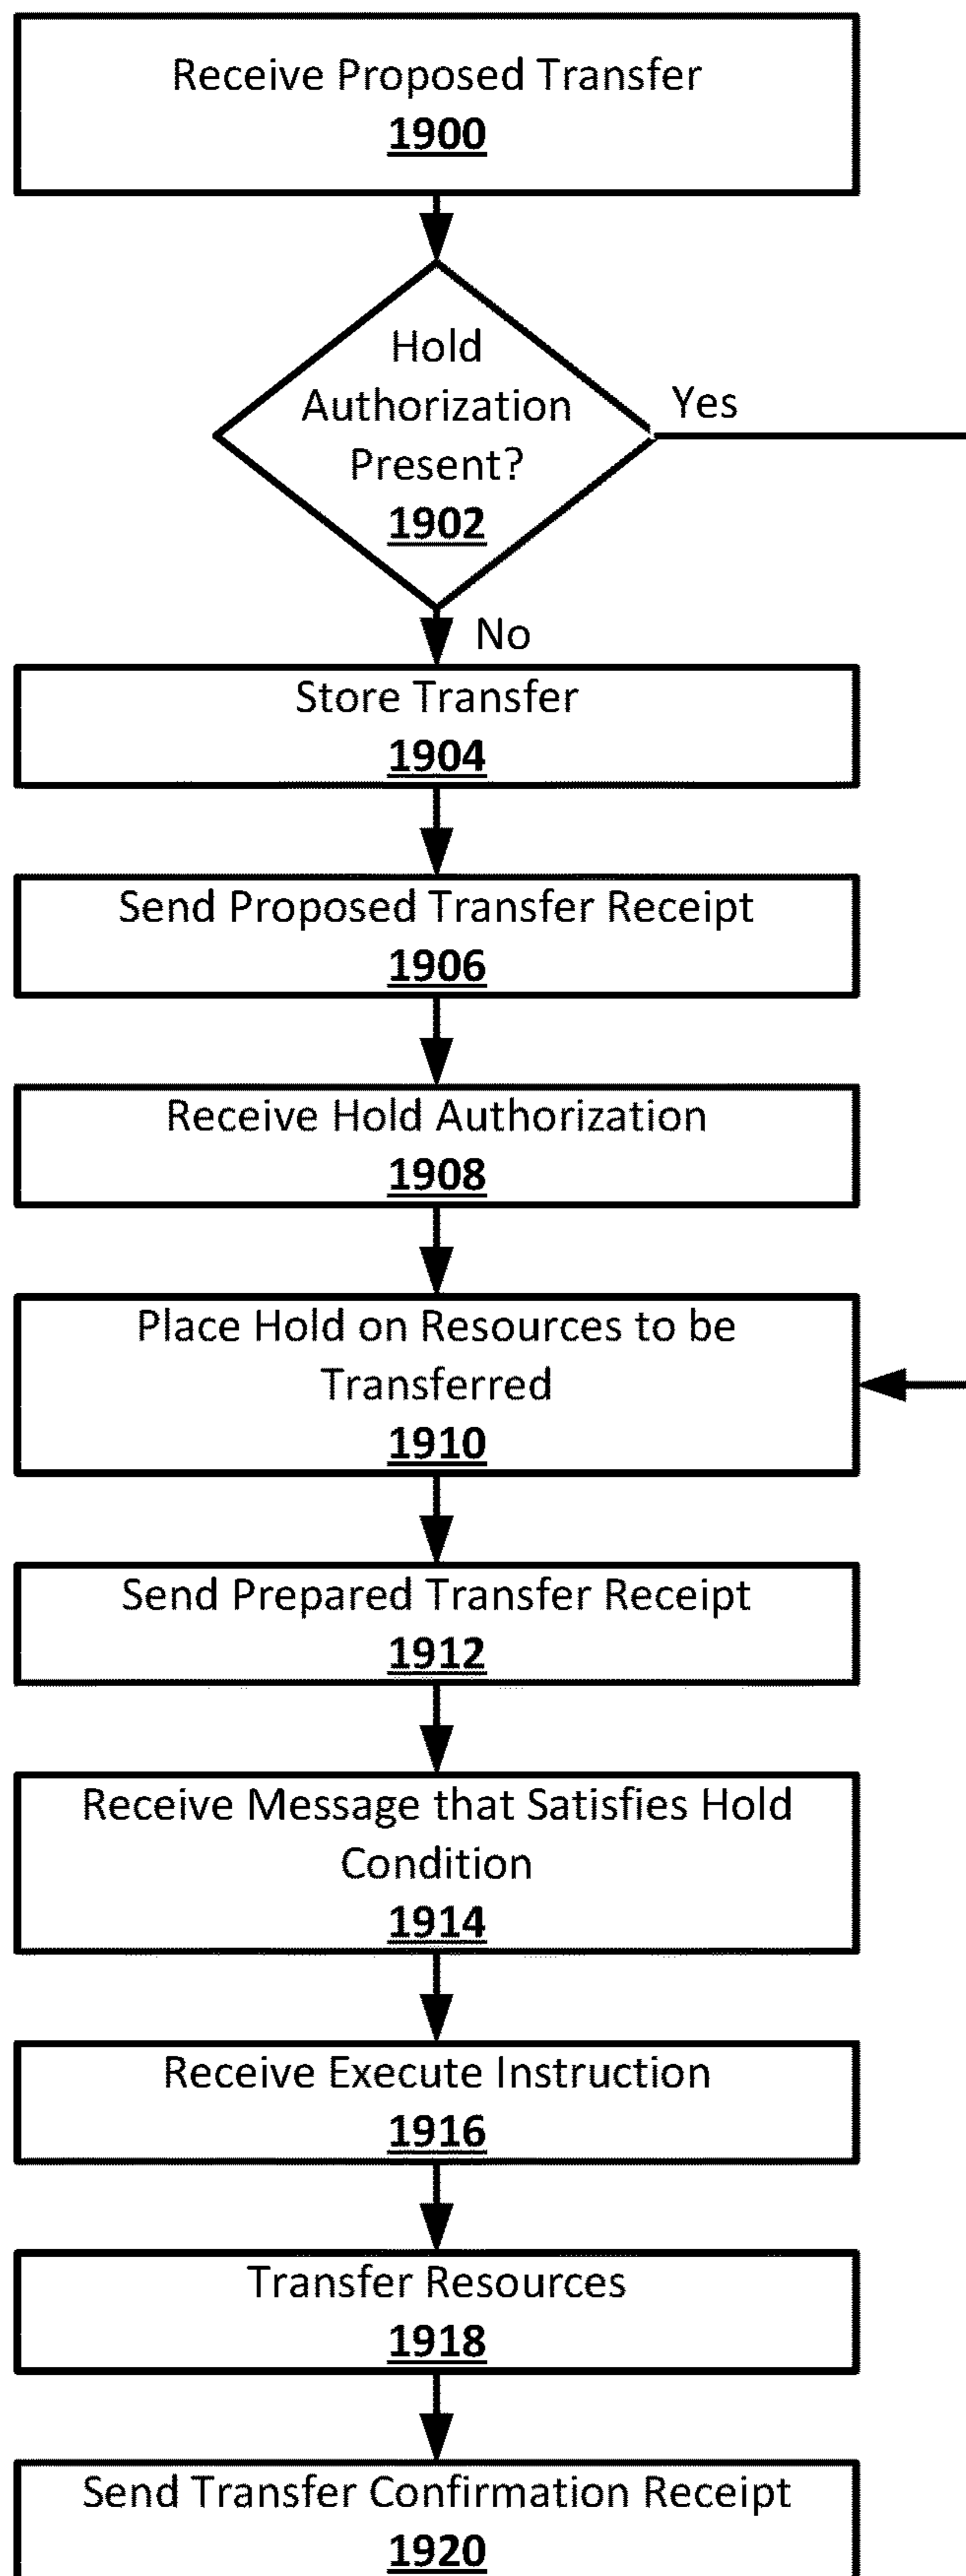 Receive Proposed Transfer
1900
Hold
Authorization
Present?
1902
Yes
No
Store Transfer
1904
Send Proposed Transfer Receipt
1906
Receive Hold Authorization
1908
Place Hold on Resources to be
Transferred
1910
Send Prepared Transfer Receipt
1912
Receive Message that Satisfies Hold
Condition
1914
Receive Execute Instruction
1916
Transfer Resources
1918
Send Transfer Confirmation Receipt
1920